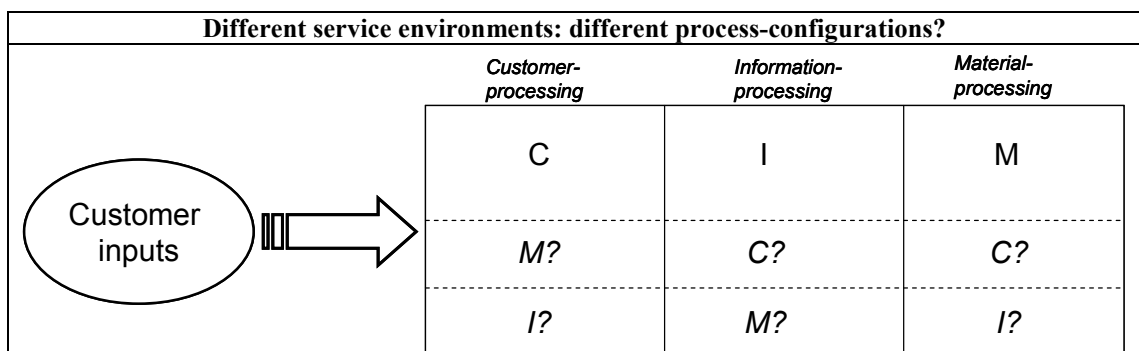 Different service environments: different process-configurations?
Customer-
processing
Information-
processing
Material-
processing
Customer
inputs
C
I
M
M?
C?
C?
I?
M?
I?